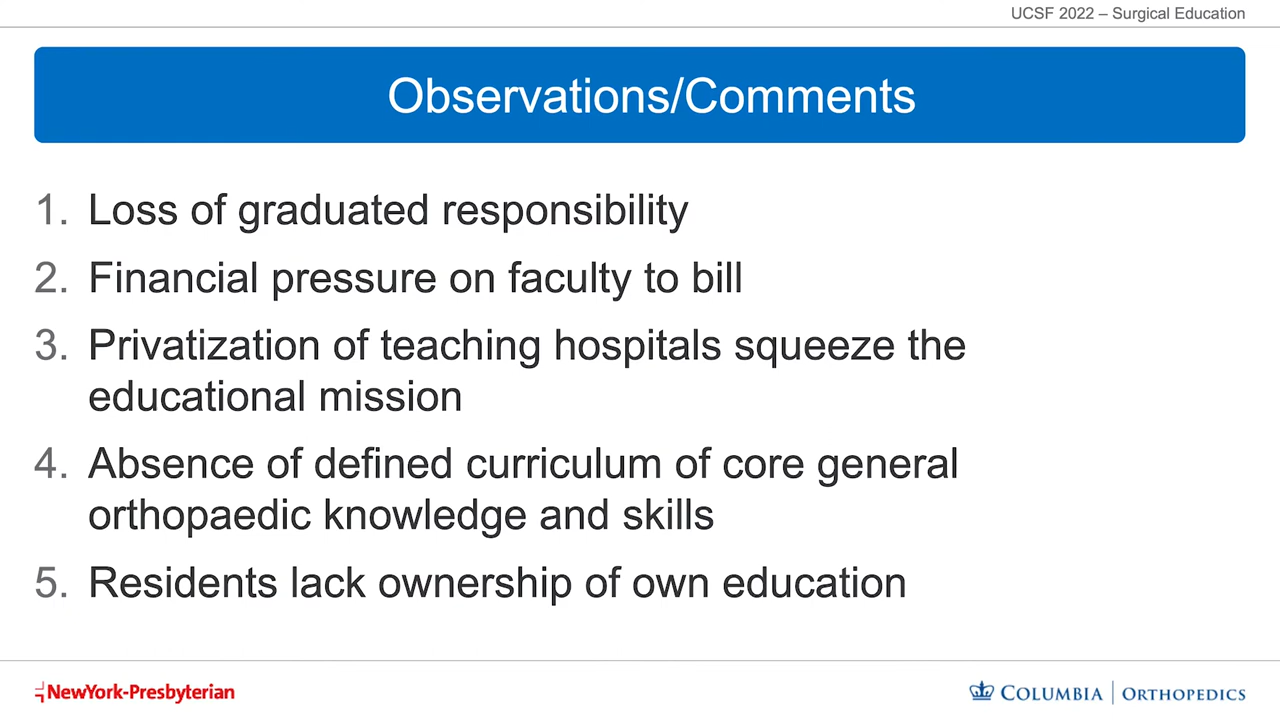 UCSF 2022 – Surgical Education
Observations/Comments
1. Loss of graduated responsibility
2. Financial pressure on faculty to bill
3. Privatization of teaching hospitals squeeze the
educational mission
4. Absence of defined curriculum of core general
orthopaedic knowledge and skills
5. Residents lack ownership of own education
NewYork-Presbyterian
COLUMBIA | ORTHOPEDICS